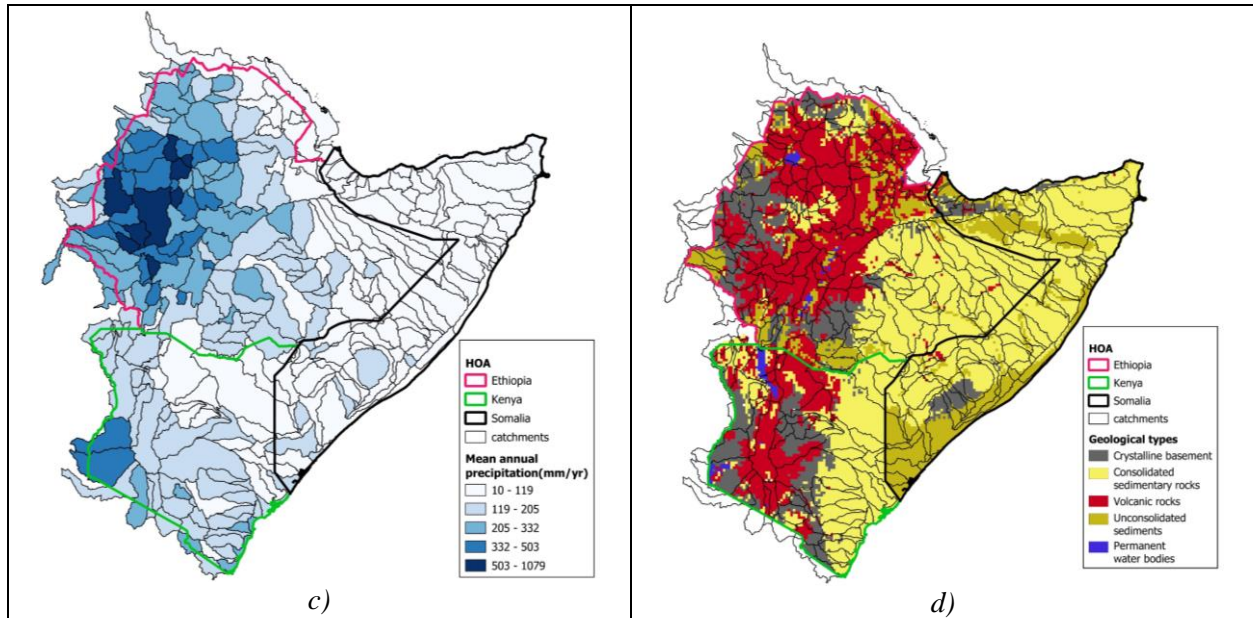 HOA
Ethiopia
Kenya
Somalia
catchments
Mean annual
precipitation(mm/yr)
10 - 119
119 - 205
205 - 332
332 - 503
503 - 1079
c)
HOA
Ethiopia
Kenya
Somalia
catchments
Geological types
Crystalline basement
Consolidated
sedimentary rocks
Volcanic rocks
Unconsolidated
sediments
Permanent
water bodies
d)